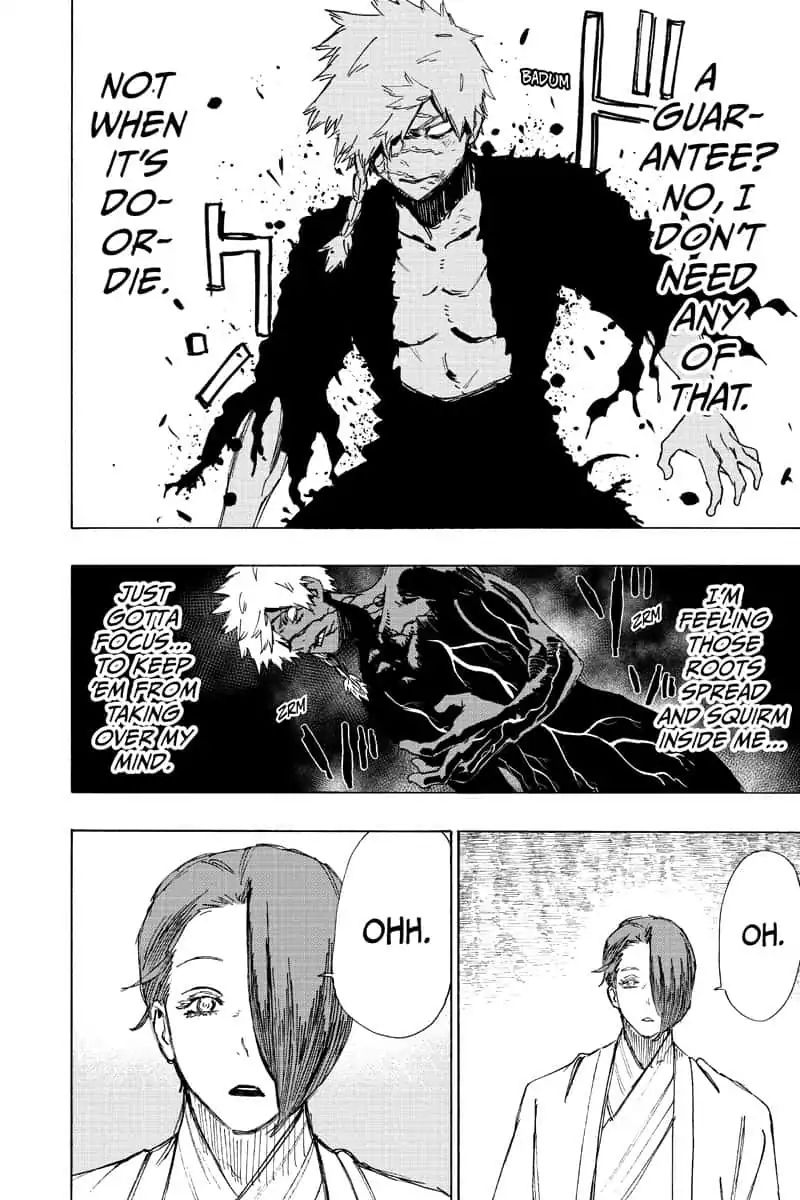 A
GUAR-
ANTEE?
NO, I
DON'T
NEED
ANY
OF
THAT.
BADUM
ド
ド
NOT
WHEN
IT'S
DO-
OR-
DIE.
I'M
FEELING
THOSE
ROOTS
SPREAD
AND SQUIRM
INSIDE
ME...
ZRM
ZRM
JUST
GOTTA
FOCUS...
TO KEEP
'EM FROM
TAKING
OVER MY
MIND.
OH.
OHH.